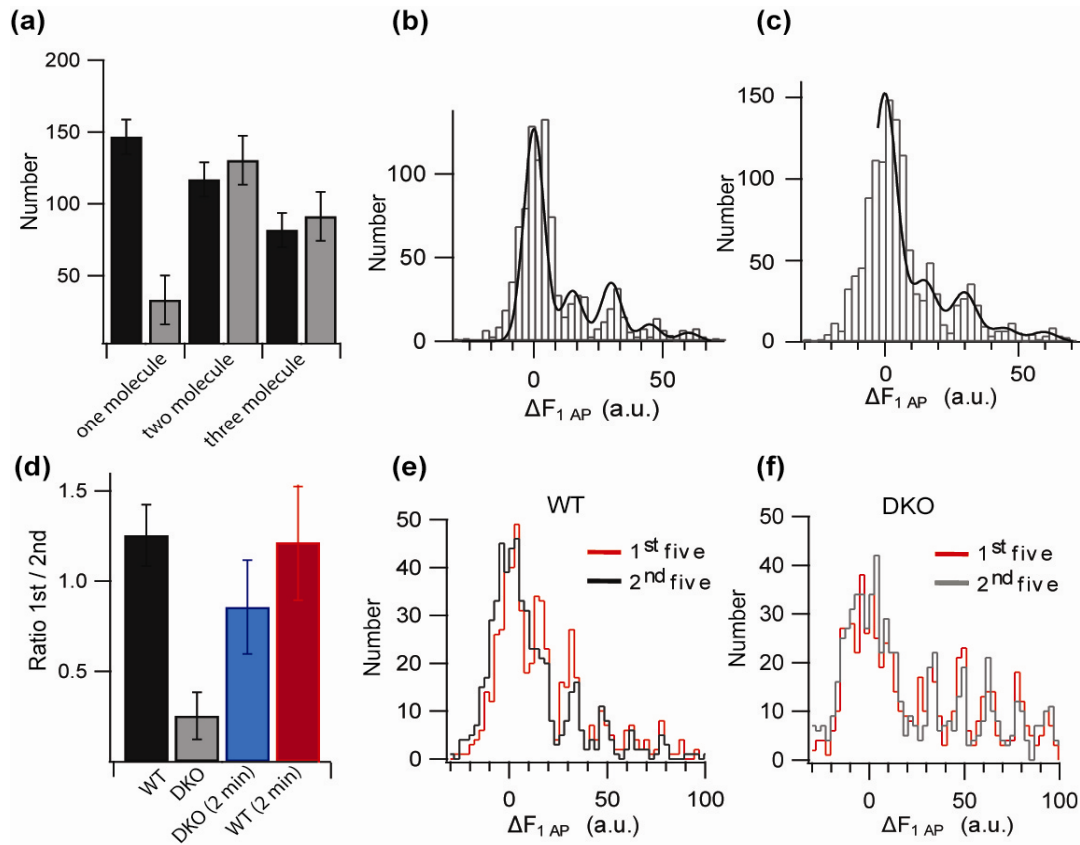 (a)
200
150
100
50
Number
one molecule
two molecule
three molecule
(b)
100
50
0
Number
0
50
ΔF1 AP (a.u.)
(c)
150
100
50
0
Number
0
50
ΔF1 AP (a.u.)
(d)
1.5
1.0
0.5
Ratio 1st / 2nd
WT
DKO
DKO (2 min)
WT (2 min)
(e)
WT
50
40
30
20
10
0
Number
1st five
2nd five
0
50
100
ΔF1 AP (a.u.)
(f)
DKO
50
40
30
20
10
0
Number
1st five
2nd five
0
50
100
ΔF1 AP (a.u.)